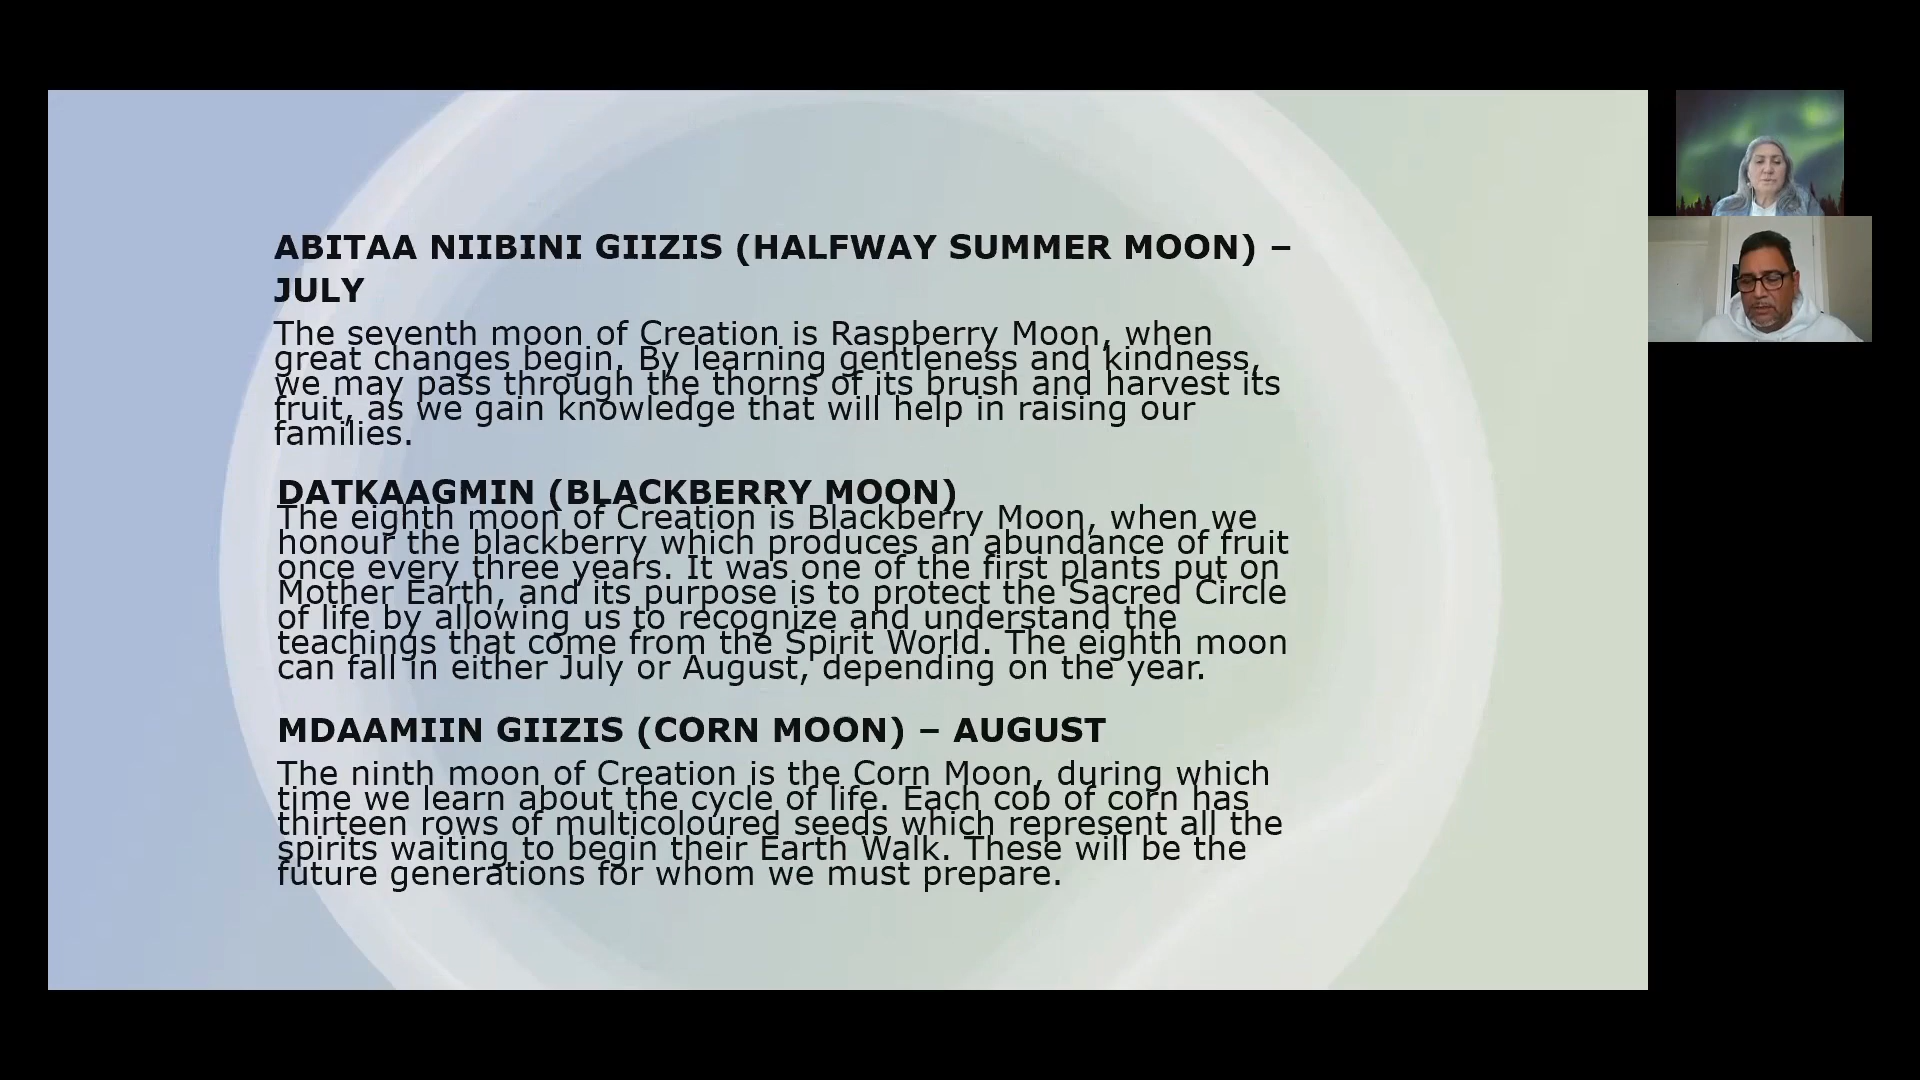 ABITAA NIIBINI GIIZIS (HALFWAY SUMMER MOON) –
JULY
The seventh moon of Creation is Raspberry Moon, when
great changes begin. By learning gentleness and kindness,
we may pass through the thorns of its brush and harvest its
fruit, as we gain knowledge that will help in raising our
families.
DATKAAGMIN (BLACKBERRY MOON)
The eighth moon of Creation is Blackberry Moon, when we
honour the blackberry which produces an abundance of fruit
once every three years. It was one of the first plants put on
Mother Earth, and its purpose is to protect the Sacred Circle
of life by allowing us to recognize and understand the
teachings that come from the Spirit World. The eighth moon
can fall in either July or August, depending on the year.
MDAAMIIN GIIZIS (CORN MOON) – AUGUST
The ninth moon of Creation is the Corn Moon, during which
time we learn about the cycle of life. Each cob of corn has
thirteen rows of multicoloured seeds which represent all the
spirits waiting to begin their Earth Walk. These will be the
future generations for whom we must prepare.